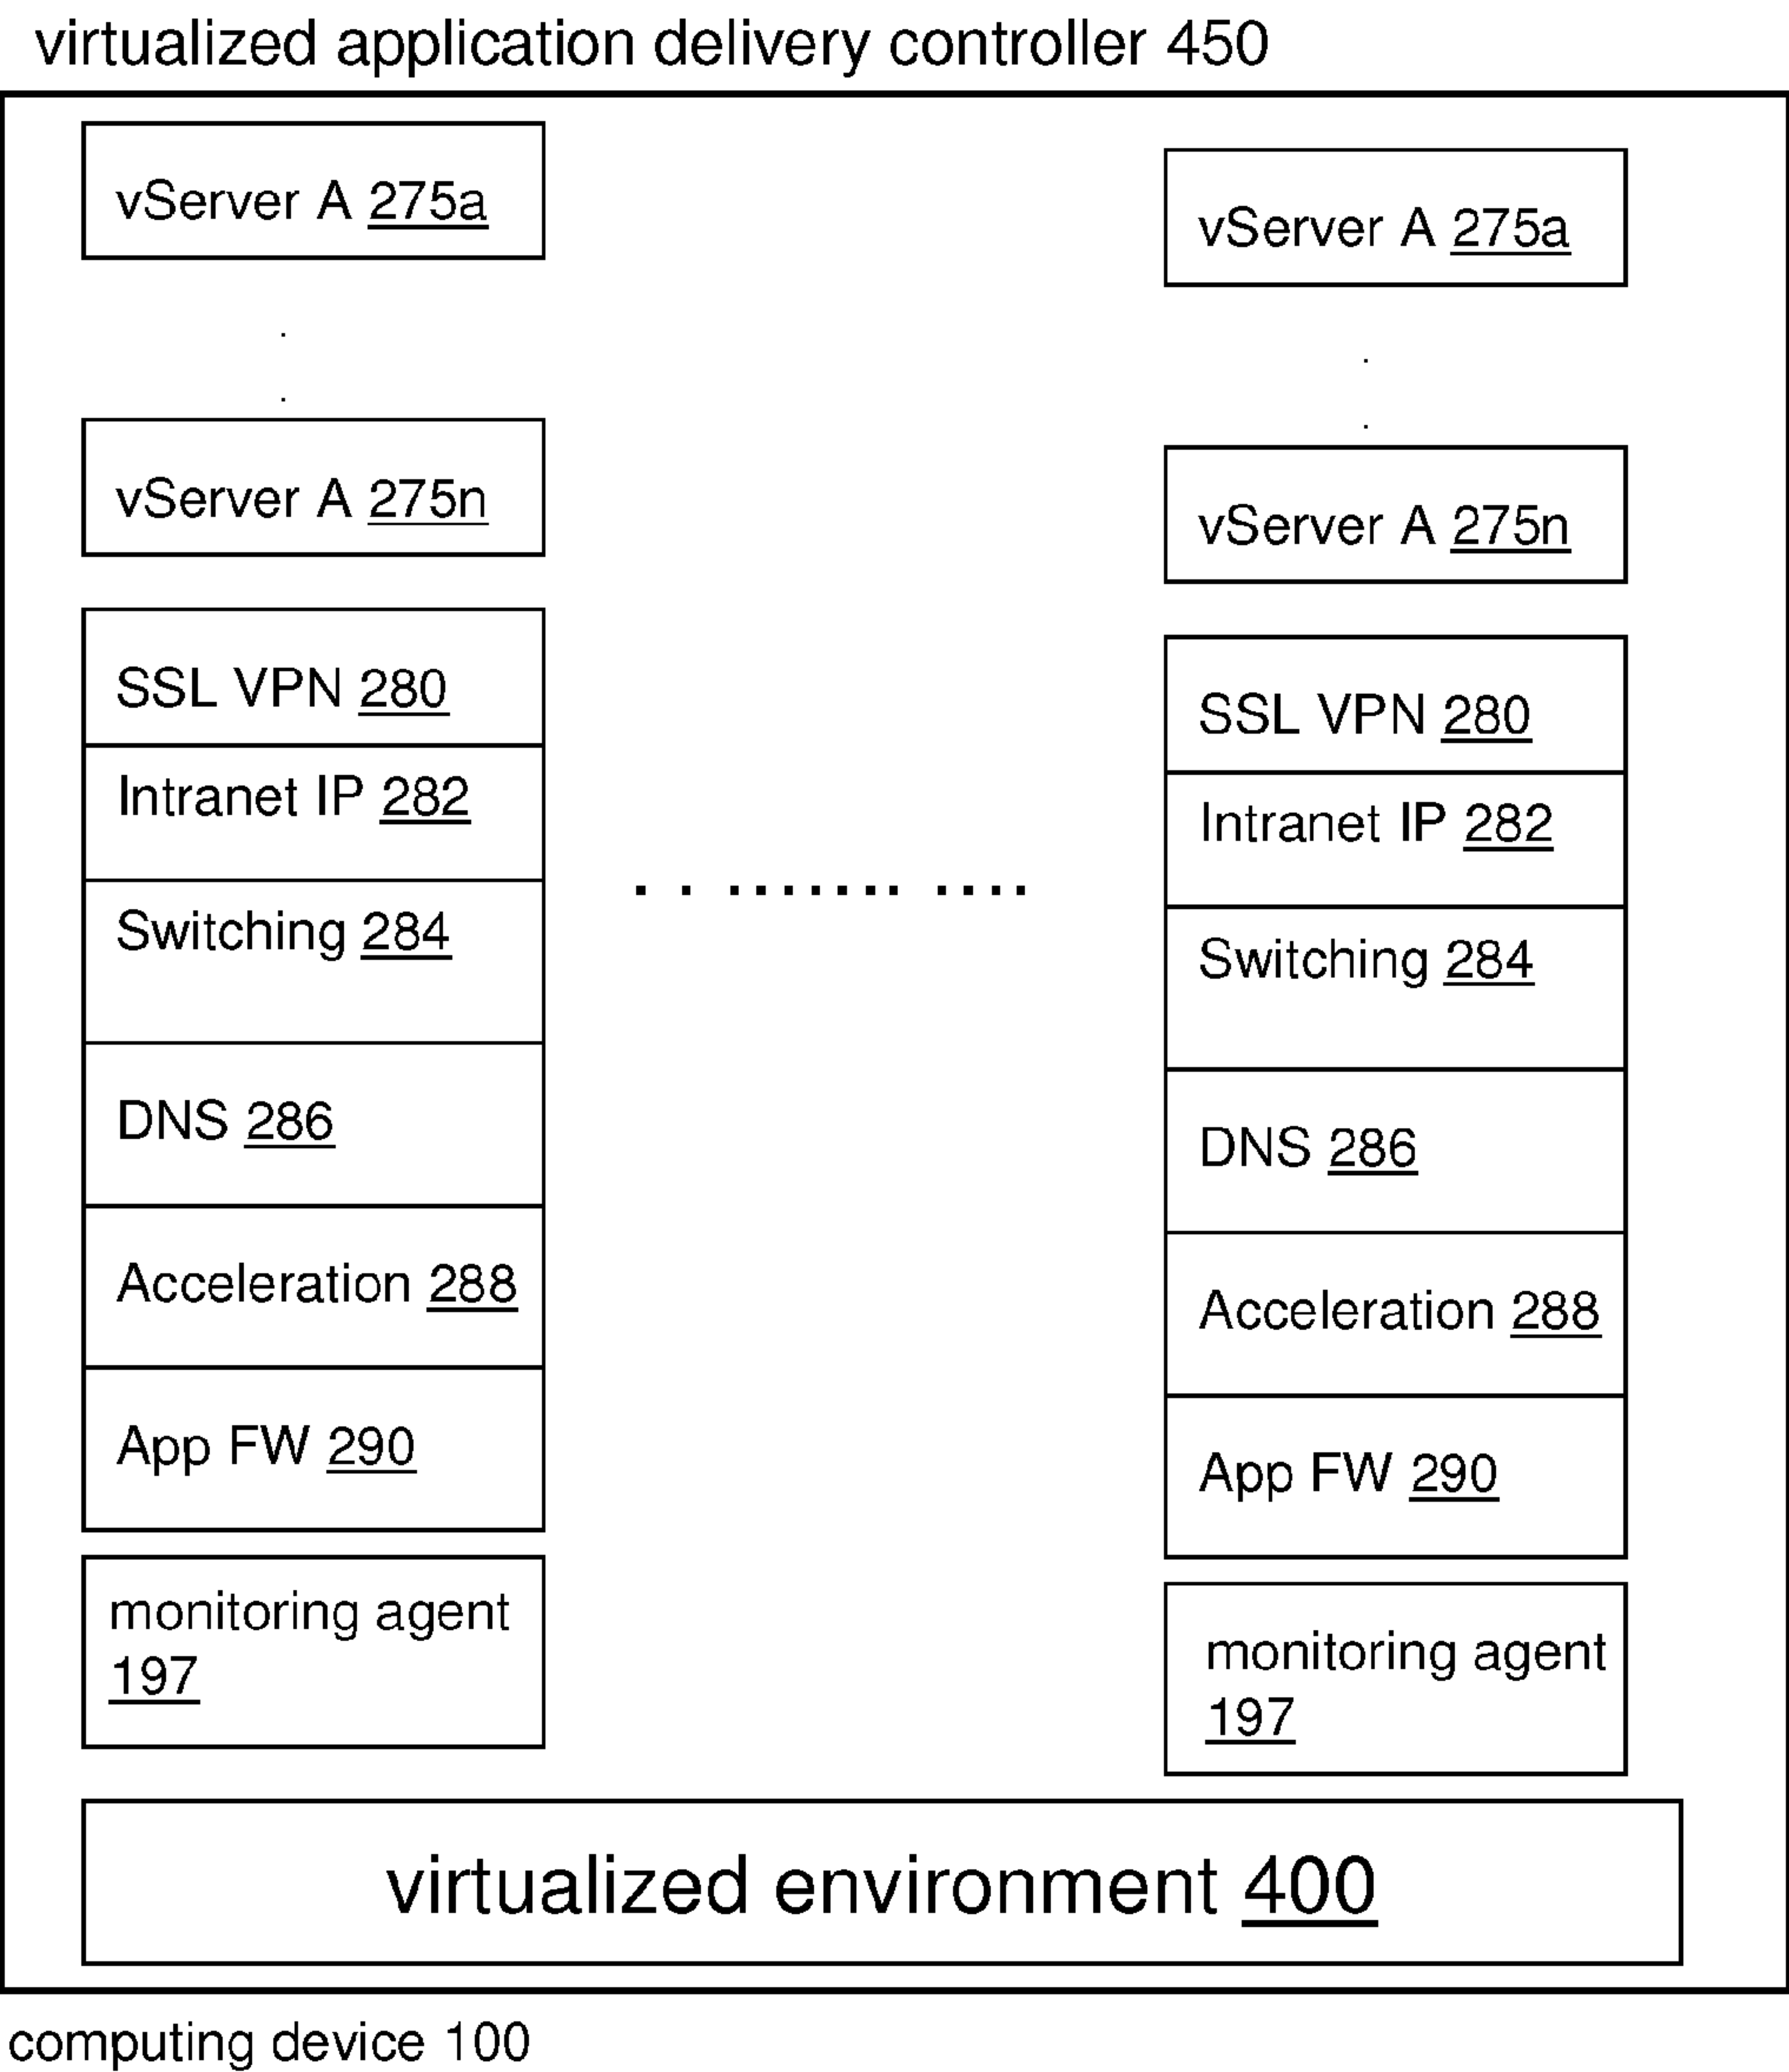 virtualized application delivery controller 450
vServer A 275a
vServer A 275n
SSL VPN 280
Intranet IP 282
Switching 284
DNS 286
Acceleration 288
App FW 290
monitoring agent
197
vServer A 275a
vServer A 275n
SSL VPN 280
Intranet IP 282
Switching 284
DNS 286
Acceleration 288
App FW 290
monitoring agent
197
virtualized environment 400
computing device 100